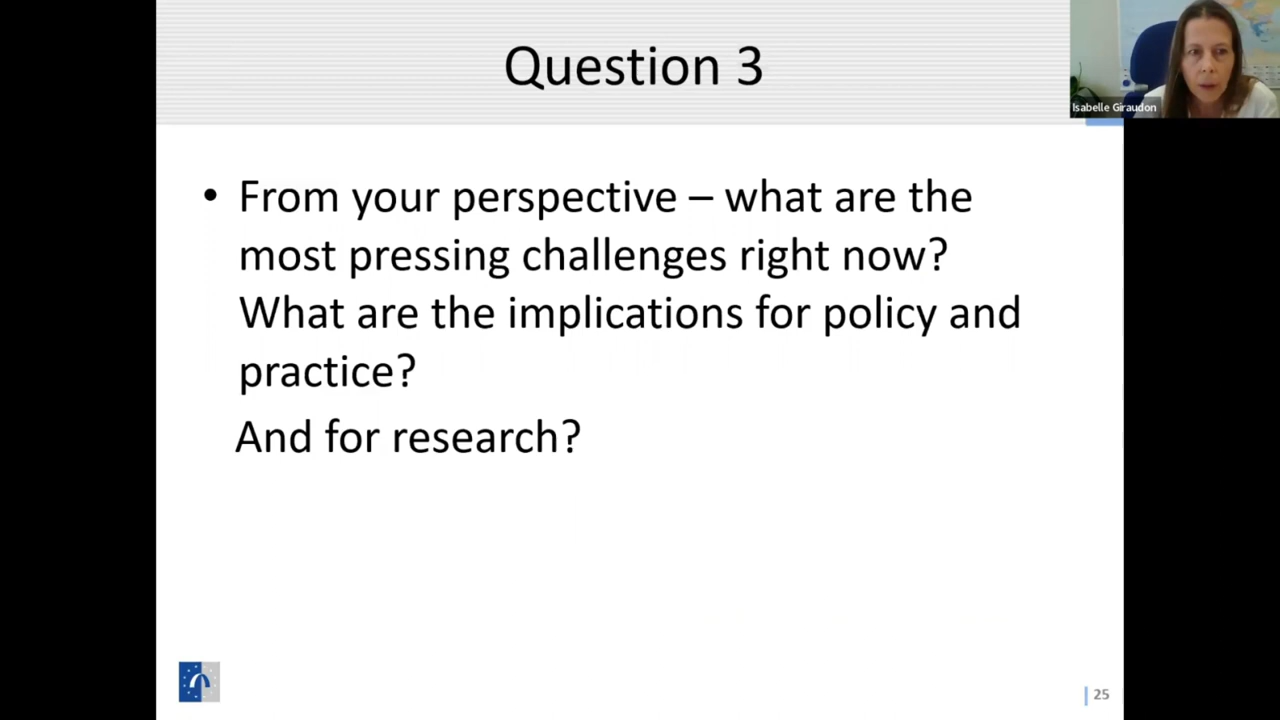 Question 3
Isabelle Giraudon
• From your perspective – what are the
most pressing challenges right now?
What are the implications for policy and
practice?
And for research?
25